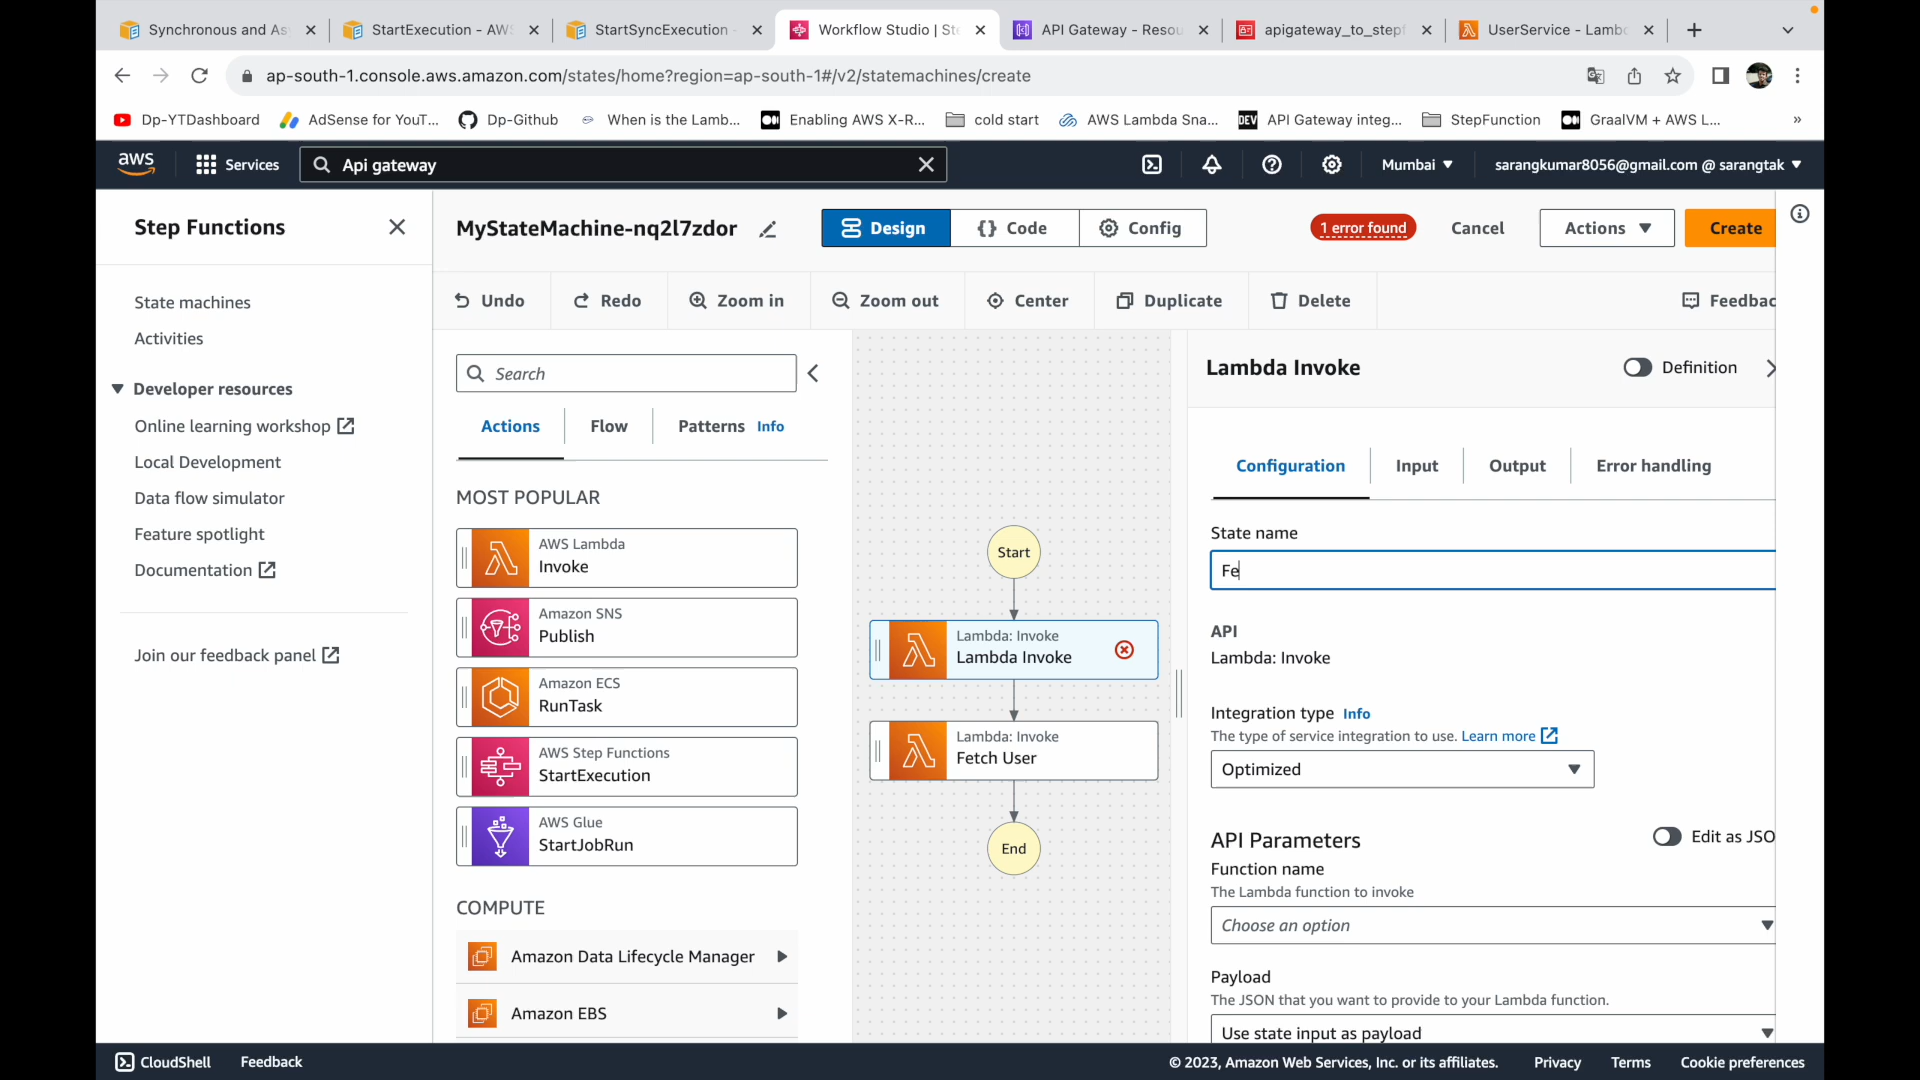 Synchronous and As
StartExecution - AWS
StartSyncExecution -
Workflow Studio | Ste
API Gateway - Resou
apigateway_to_stepf
UserService - Lambd
ap-south-1.console.aws.amazon.com/states/home?region=ap-south-1#/v2/statemachines/create
Dp-YTDashboard
AdSense for YouT...
Dp-Github
When is the Lamb...
Enabling AWS X-R...
cold start
AWS Lambda Sna...
DEV
API Gateway integ...
StepFunction
GraalVM + AWS L...
»
aws
Services
Api gateway
Mumbai
sarangkumar8056@gmail.com @ sarangtak
Step Functions
MyStateMachine-nq2l7zdor
Design
{} Code
Config
1 error found
Cancel
Actions
Create
State machines
Activities
Developer resources
Online learning workshop
Local Development
Data flow simulator
Feature spotlight
Documentation
Join our feedback panel
Undo
Redo
Zoom in
Zoom out
Center
Duplicate
Delete
Feedbac
Search
Actions
Flow
Patterns
Info
MOST POPULAR
AWS Lambda
Invoke
Amazon SNS
Publish
Amazon ECS
RunTask
AWS Step Functions
StartExecution
AWS Glue
StartJobRun
COMPUTE
Amazon Data Lifecycle Manager
Amazon EBS
Start
Lambda: Invoke
Lambda Invoke
Lambda: Invoke
Fetch User
End
Lambda Invoke
Definition
Configuration
Input
Output
Error handling
State name
Fe
API
Lambda: Invoke
Integration type Info
The type of service integration to use. Learn more
Optimized
API Parameters
Edit as JSO
Function name
The Lambda function to invoke
Choose an option
Payload
The JSON that you want to provide to your Lambda function.
Use state input as payload
CloudShell
Feedback
© 2023, Amazon Web Services, Inc. or its affiliates.
Privacy
Terms
Cookie preferences